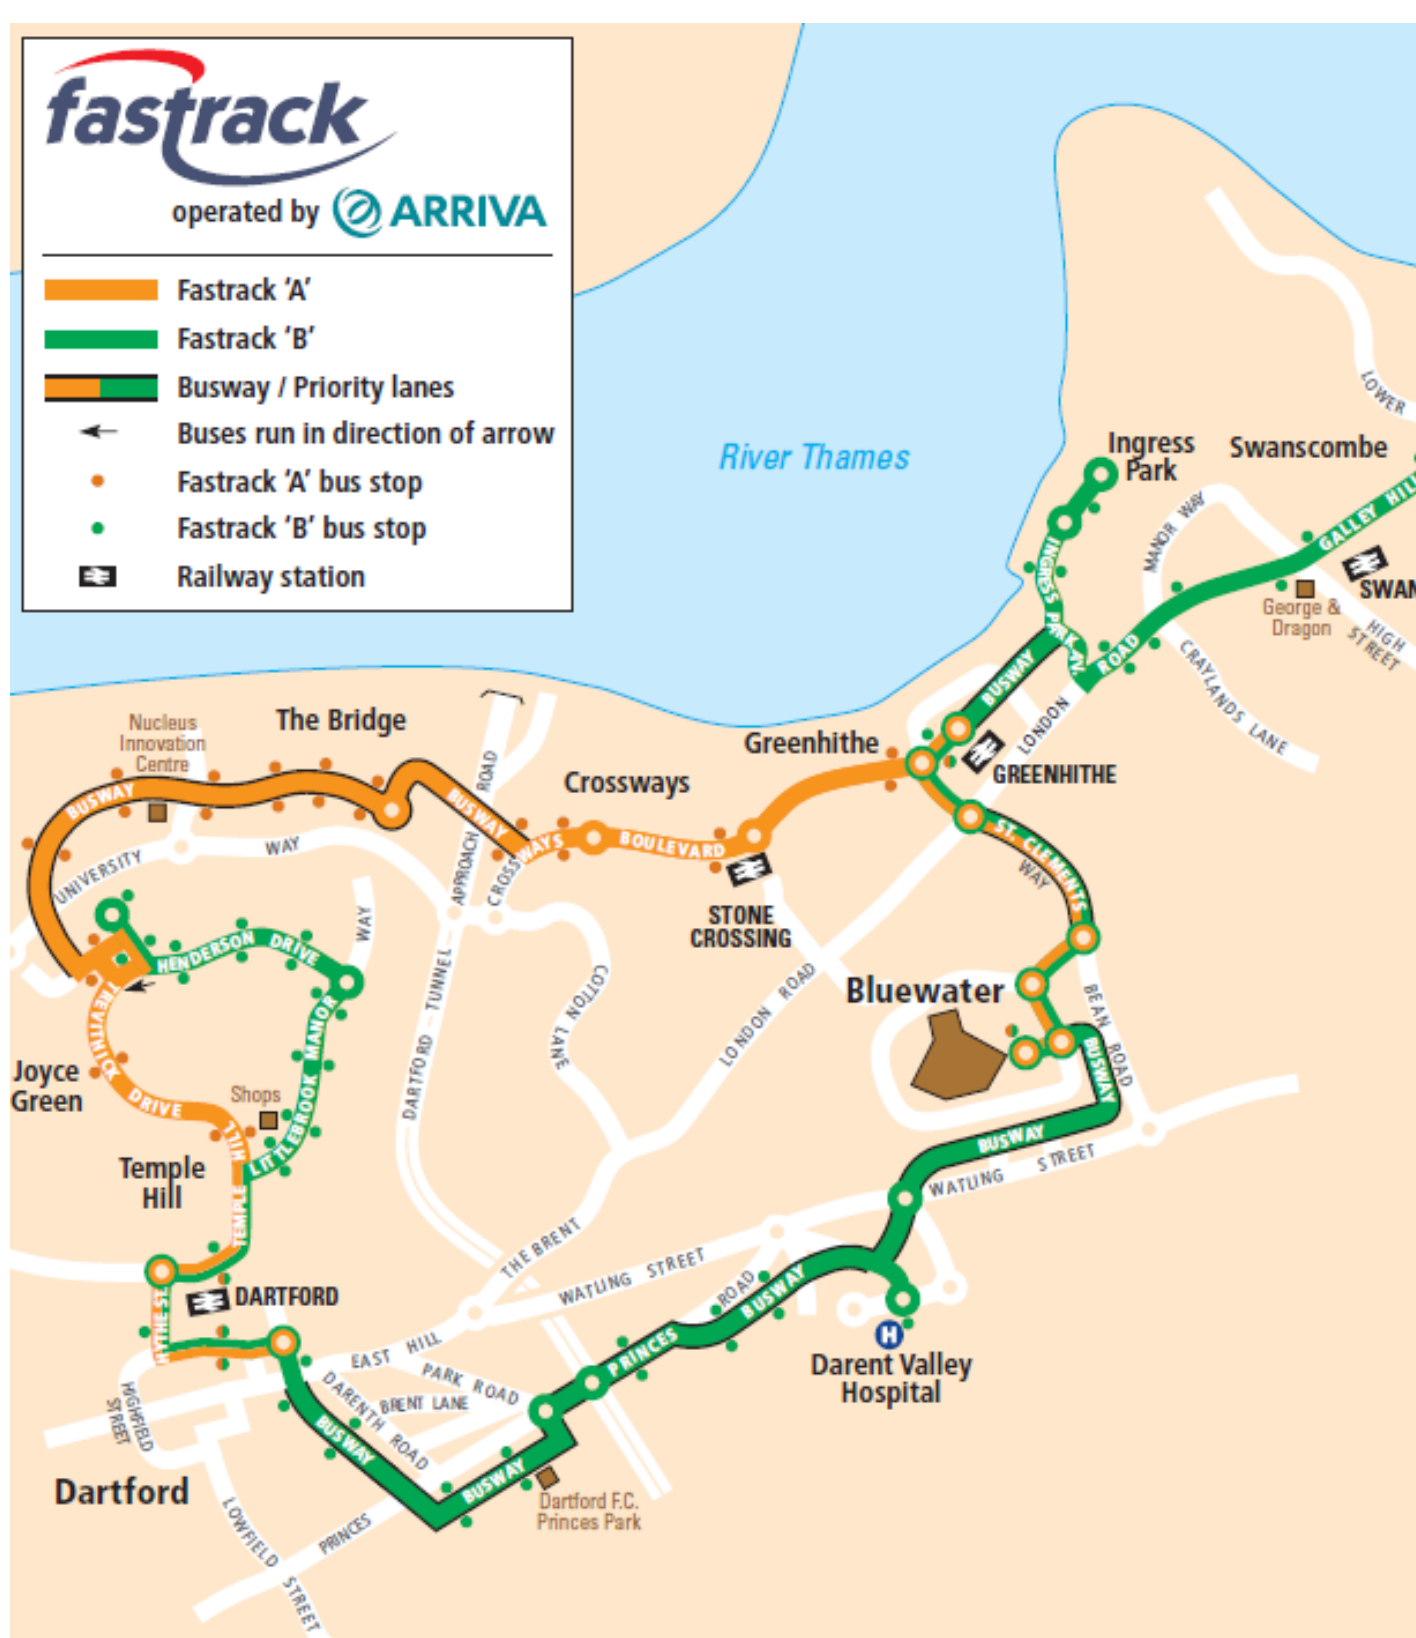 fastrack
operated by ARRIVA
Fastrack ‘A’
Fastrack ‘B’
Busway / Priority lanes
Buses run in direction of arrow
Fastrack ‘A’ bus stop
Fastrack ‘B’ bus stop
Railway station
River Thames
Ingress
Park
Swanscombe
LOWER
GALLEY HILL
MANOR WAY
SWAN
George &
Dragon
HIGH
STREET
CRAYLANDS LANE
INGRESS PARK AV.
ROAD
LONDON
BUSWAY
GREENHITHE
Greenhithe
Nucleus
Innovation
Centre
The Bridge
Crossways
BUSWAY
BUSWAY
APPROACH ROAD
CROSSWAYS
WAYS
BOULEVARD
UNIVERSITY
WAY
STONE
CROSSING
ST. CLEMENTS
WAY
HENDERSON DRIVE
WAY
TREVITHICK
DRIVE
LITTLEBROOK MANOR
Joyce
Green
Shops
Temple
Hill
TEMPLE
HILL
DARTFORD TUNNEL
COTTON LANE
LONDON ROAD
Bluewater
BEAN ROAD
BUSWAY
BUSWAY
WATLING STREET
THE BRENT
WATLING STREET
ROAD
BUSWAY
PRINCES
DARTFORD
HYTHE ST.
EAST HILL
PARK ROAD
BRENT LANE
DARENTH ROAD
HIGHFIELD
STREET
BUSWAY
BUSWAY
H
Darent Valley
Hospital
Dartford
LOWFIELD STREET
PRINCES
Dartford F.C.
Princes Park